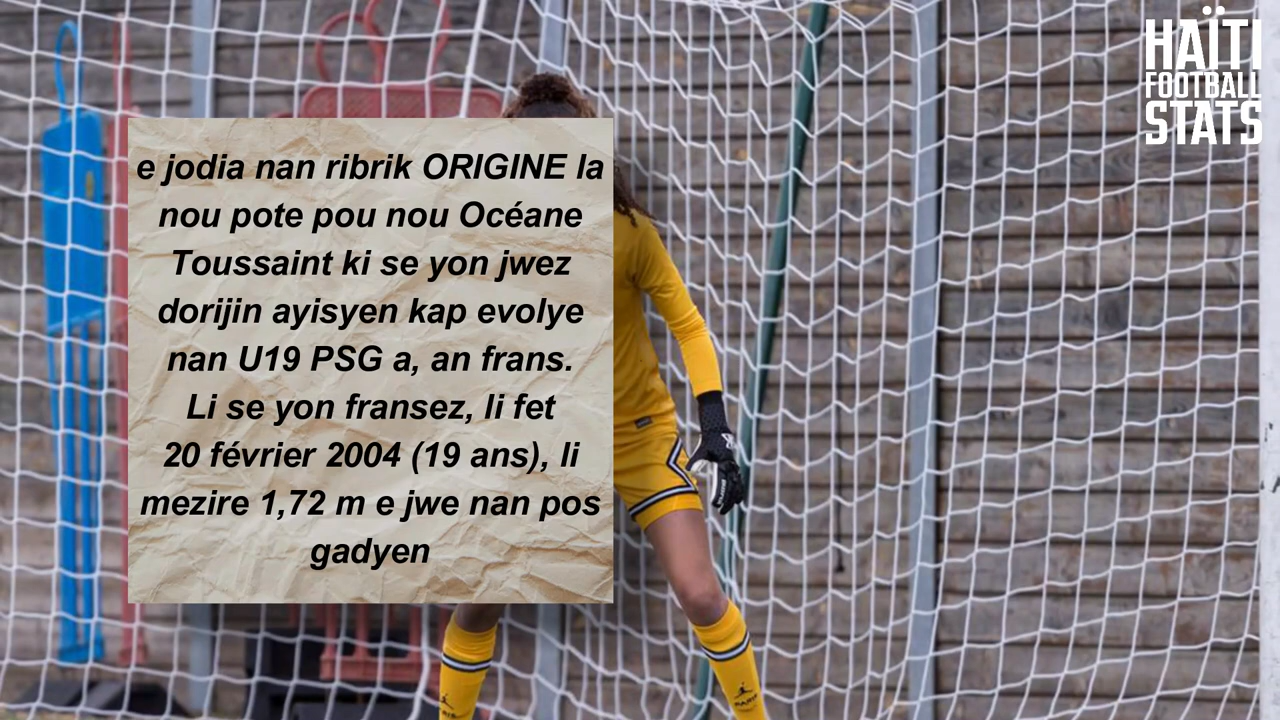 HAÏTI
FOOTBALL
STATS
e jodia nan ribrik ORIGINE la
nou pote pou nou Océane
Toussaint ki se yon jwez
dorijin ayisyen kap evolye
nan U19 PSG a, an frans.
Li se yon fransez, li fet
20 février 2004 (19 ans), li
mezire 1,72 m e jwe nan pos
gadyen